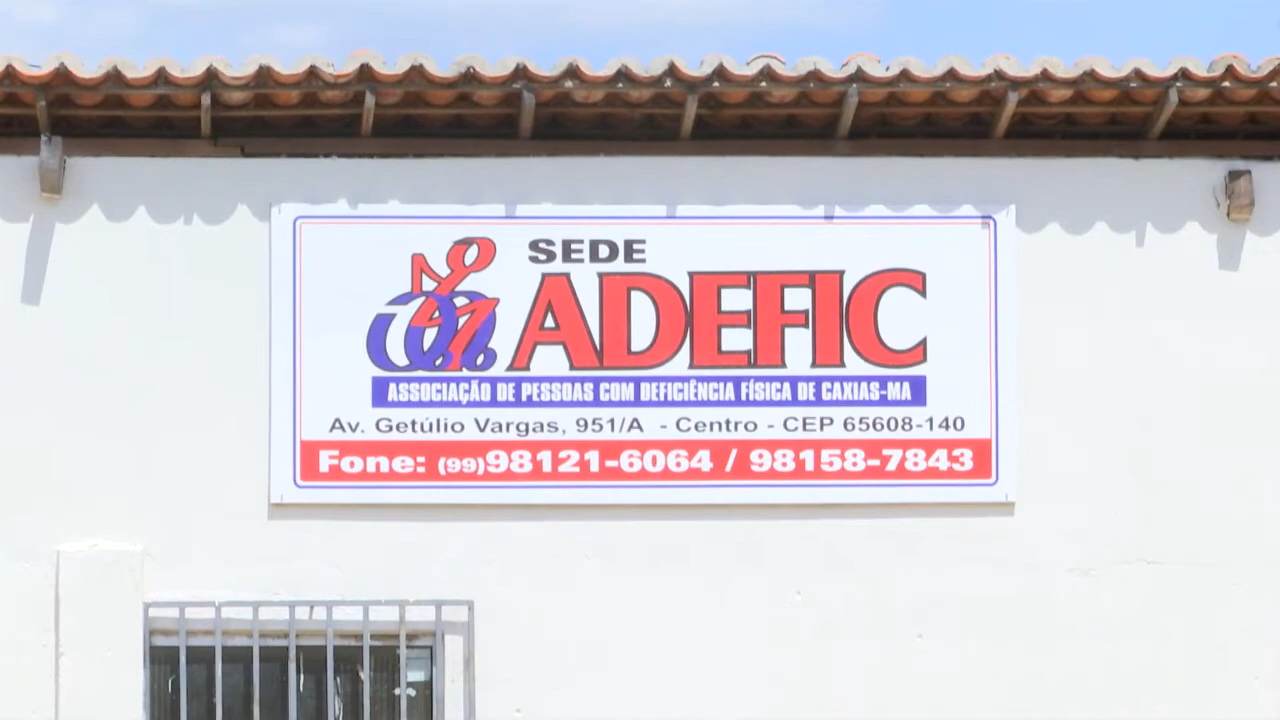 SEDE
ADEFIC
ASSOCIAÇÃO DE PESSOAS COM DEFICIÊNCIA FÍSICA DE CAXIAS-MA
Av. Getúlio Vargas, 951/A - Centro - CEP 65608-140
Fone: (99)98121-6064 / 98158-7843